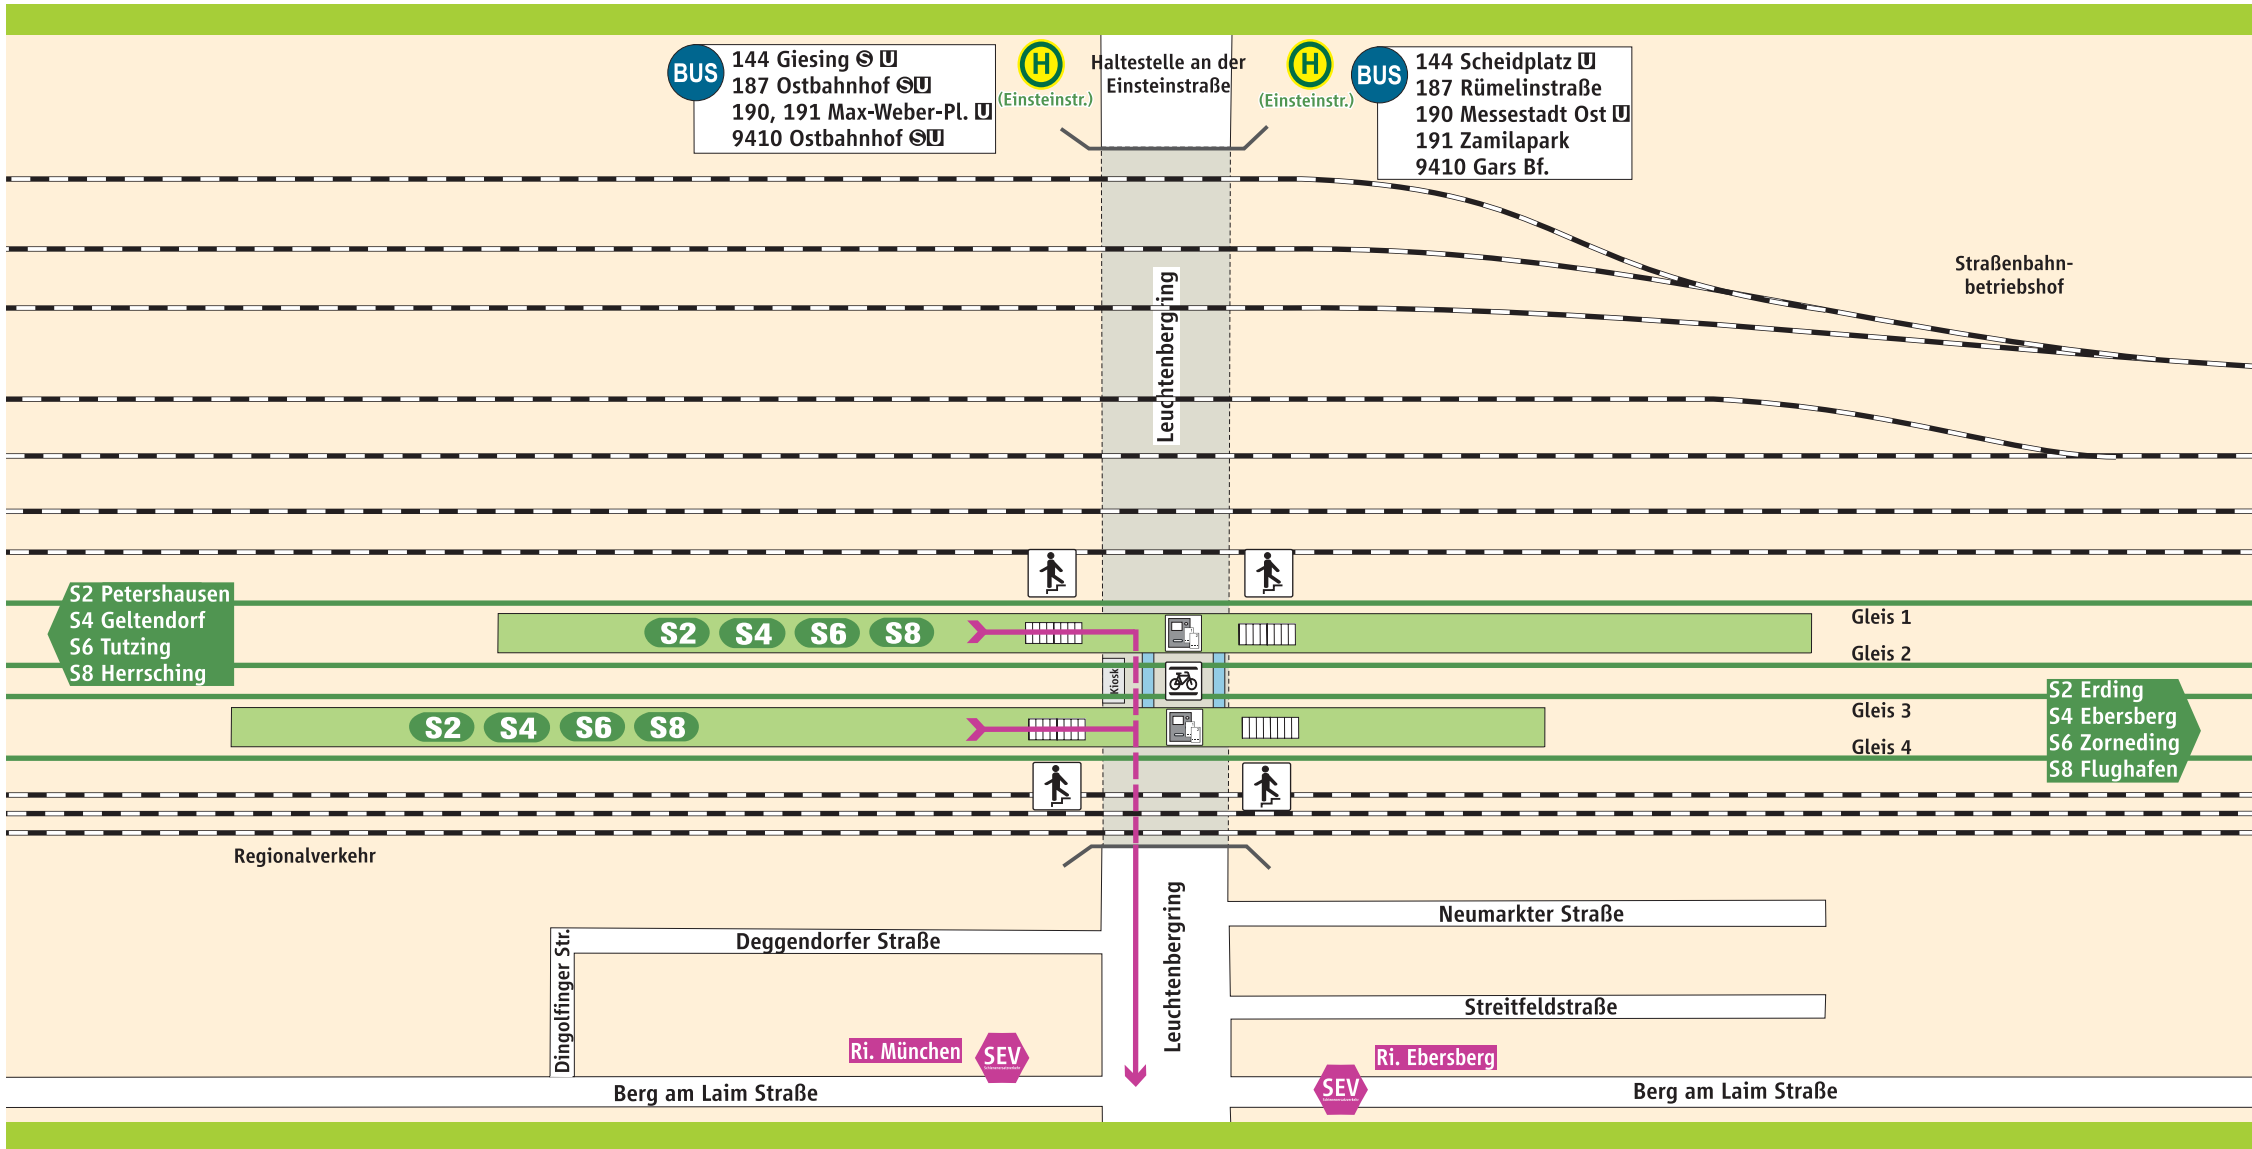 BUS
144 Giesing S U
187 Ostbahnhof S U
190, 191 Max-Weber-Pl. U
9410 Ostbahnhof S U
H
(Einsteinstr.)
Haltestelle an der
Einsteinstraße
H
(Einsteinstr.)
BUS
144 Scheidplatz U
187 Rümelinstraße
190 Messestadt Ost U
191 Zamilapark
9410 Gars Bf.
Straßenbahn-
betriebshof
Leuchtenbergring
S2 Petershausen
S4 Geltendorf
S6 Tutzing
S8 Herrsching
S2 S4 S6 S8
Gleis 1
Gleis 2
Kiosk
S2 S4 S6 S8
Gleis 3
Gleis 4
S2 Erding
S4 Ebersberg
S6 Zorneding
S8 Flughafen
Regionalverkehr
Leuchtenbergring
Neumarkter Straße
Deggendorfer Straße
Dingolfinger Str.
Streitfeldstraße
Ri. München
SEV
Schienenersatzverkehr
Ri. Ebersberg
SEV
Schienenersatzverkehr
Berg am Laim Straße
Berg am Laim Straße